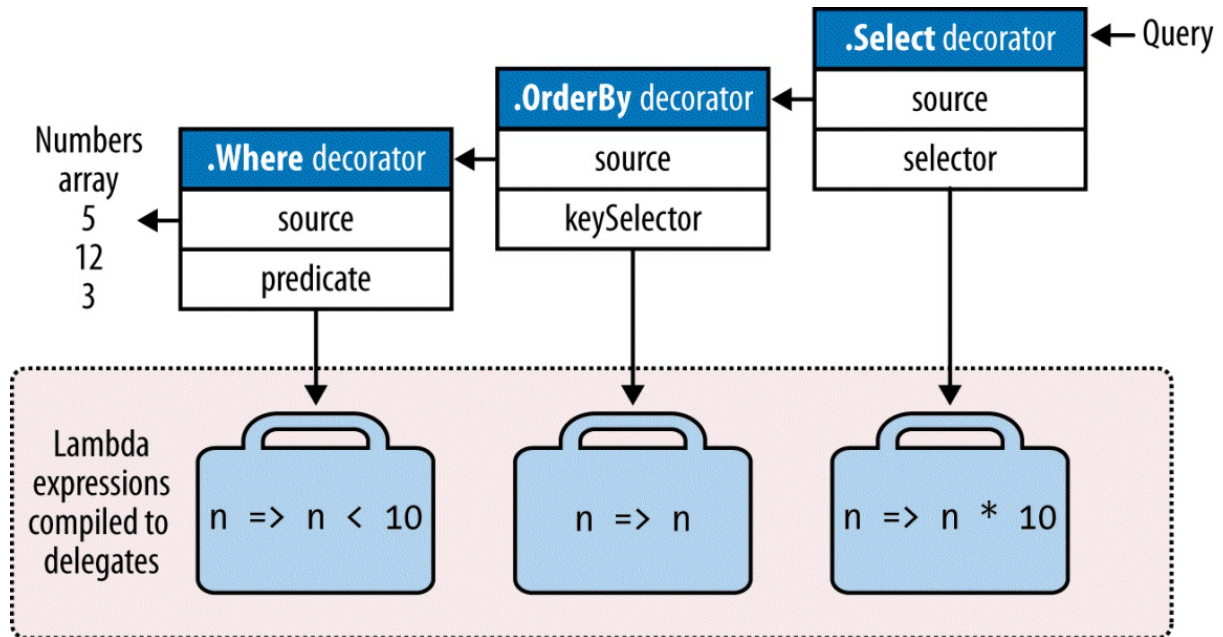 .Select decorator
Query
source
selector
.OrderBy decorator
source
keySelector
Numbers
array
5
12
3
.Where decorator
source
predicate
Lambda
expressions
compiled to
delegates
n => n < 10
n => n
n => n * 10